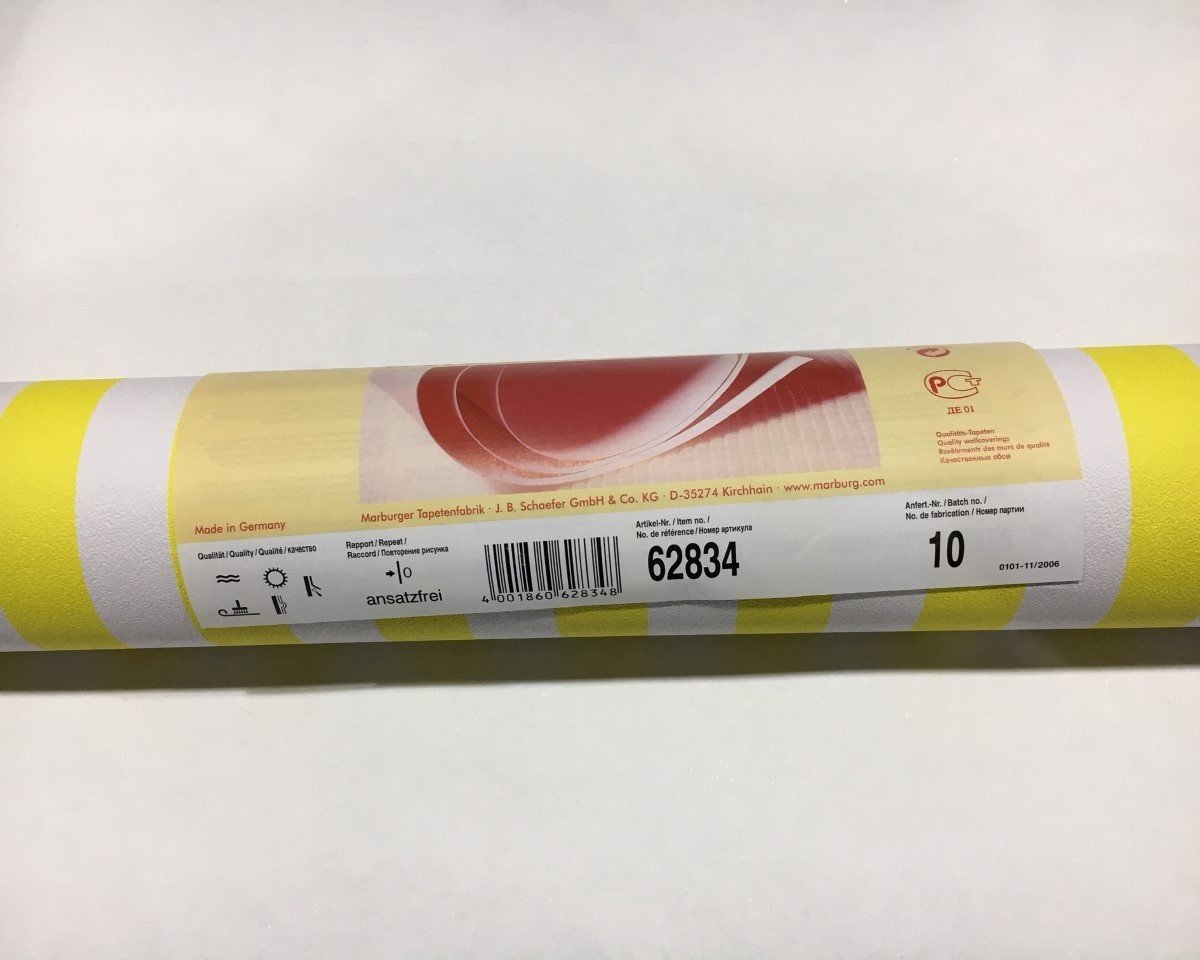 PCT
ДЕ 01
Qualitäts-Tapeten
Quality wallcoverings
Revêtements des murs de qualité
Качественные обои
Made in Germany
Marburger Tapetenfabrik · J. B. Schaefer GmbH & Co. KG · D-35274 Kirchhain · www.marburg.com
Qualität / Quality / Qualité / качество
Rapport / Repeat /
Raccord / Повторение рисунка
0
ansatzfrei
4 001860 628348
Artikel-Nr. / Item no. /
No. de référence / Номер артикула
62834
Anfert.-Nr. / Batch no. /
No. de fabrication / Номер партии
10
0101-11/2006